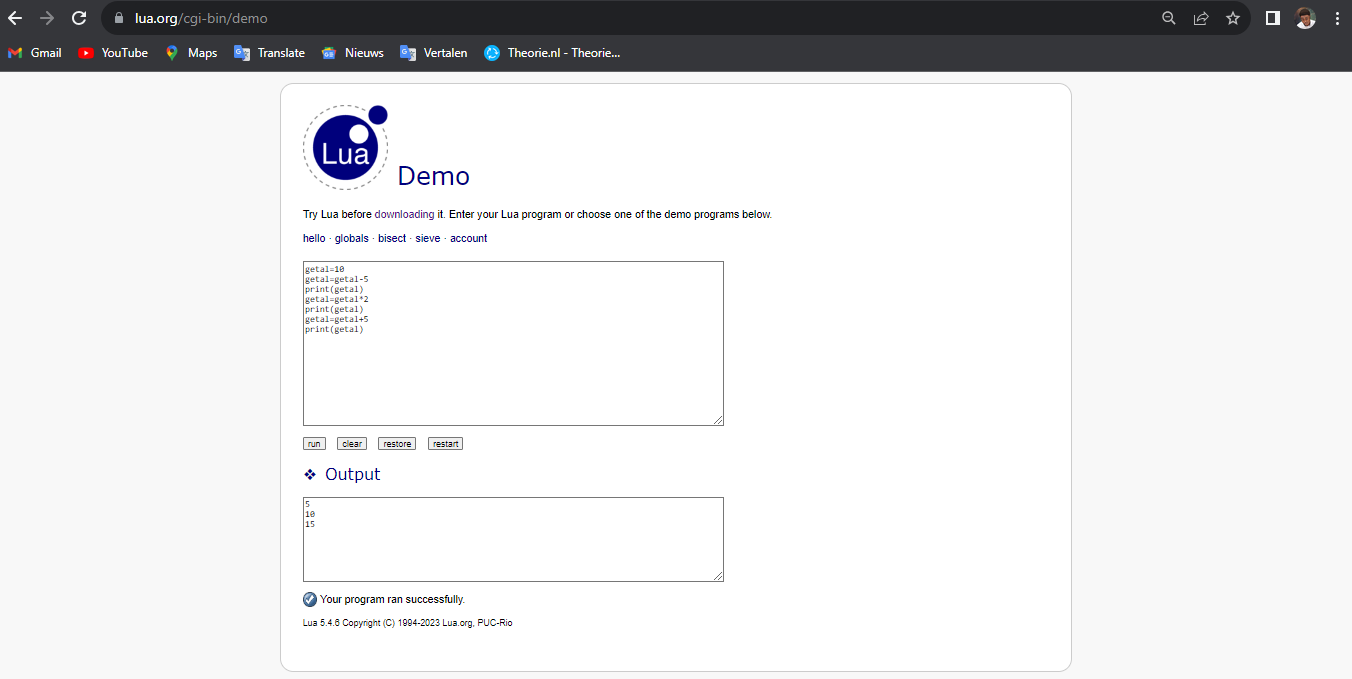 lua.org/cgi-bin/demo
Gmail YouTube Maps Translate Nieuws Vertalen Theorie.nl - Theorie...
Lua
Demo
Try Lua before downloading it. Enter your Lua program or choose one of the demo programs below.
hello · globals · bisect · sieve · account
getal=10
getal=getal-5
print(getal)
getal=getal*2
print(getal)
getal=getal+5
print(getal)
run clear restore restart
Output
5
10
15
Your program ran successfully.
Lua 5.4.6 Copyright (C) 1994-2023 Lua.org, PUC-Rio